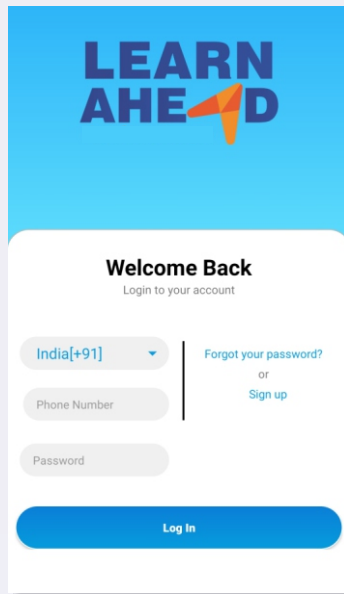 LEARN
AHEAD
Welcome Back
Login to your account
India[+91]
Phone Number
Password
Forgot your password?
or
Sign up
Log In